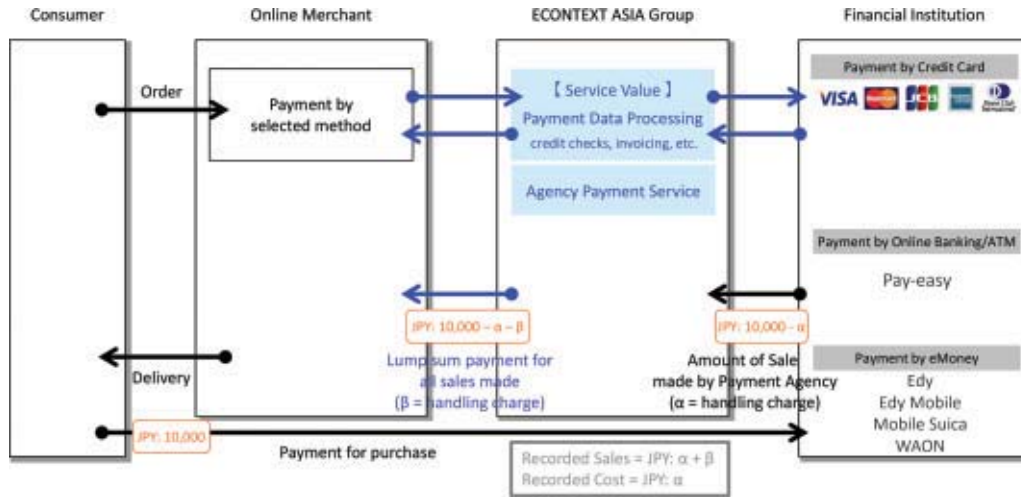 Consumer
Online Merchant
ECONTEXT ASIA Group
Financial Institution
Order
Payment by
selected method
【 Service Value 】
Payment Data Processing
credit checks, invoicing, etc.
Agency Payment Service
Payment by Credit Card
VISA MasterCard JCB
Payment by Online Banking/ATM
Pay-easy
JPY: 10,000 – α – β
JPY: 10,000 - α
Lump sum payment for
all sales made
(β = handling charge)
Amount of Sale
made by Payment Agency
(α = handling charge)
Delivery
Payment by eMoney
Edy
Edy Mobile
Mobile Suica
WAON
JPY: 10,000
Payment for purchase
Recorded Sales = JPY: α + β
Recorded Cost = JPY: α